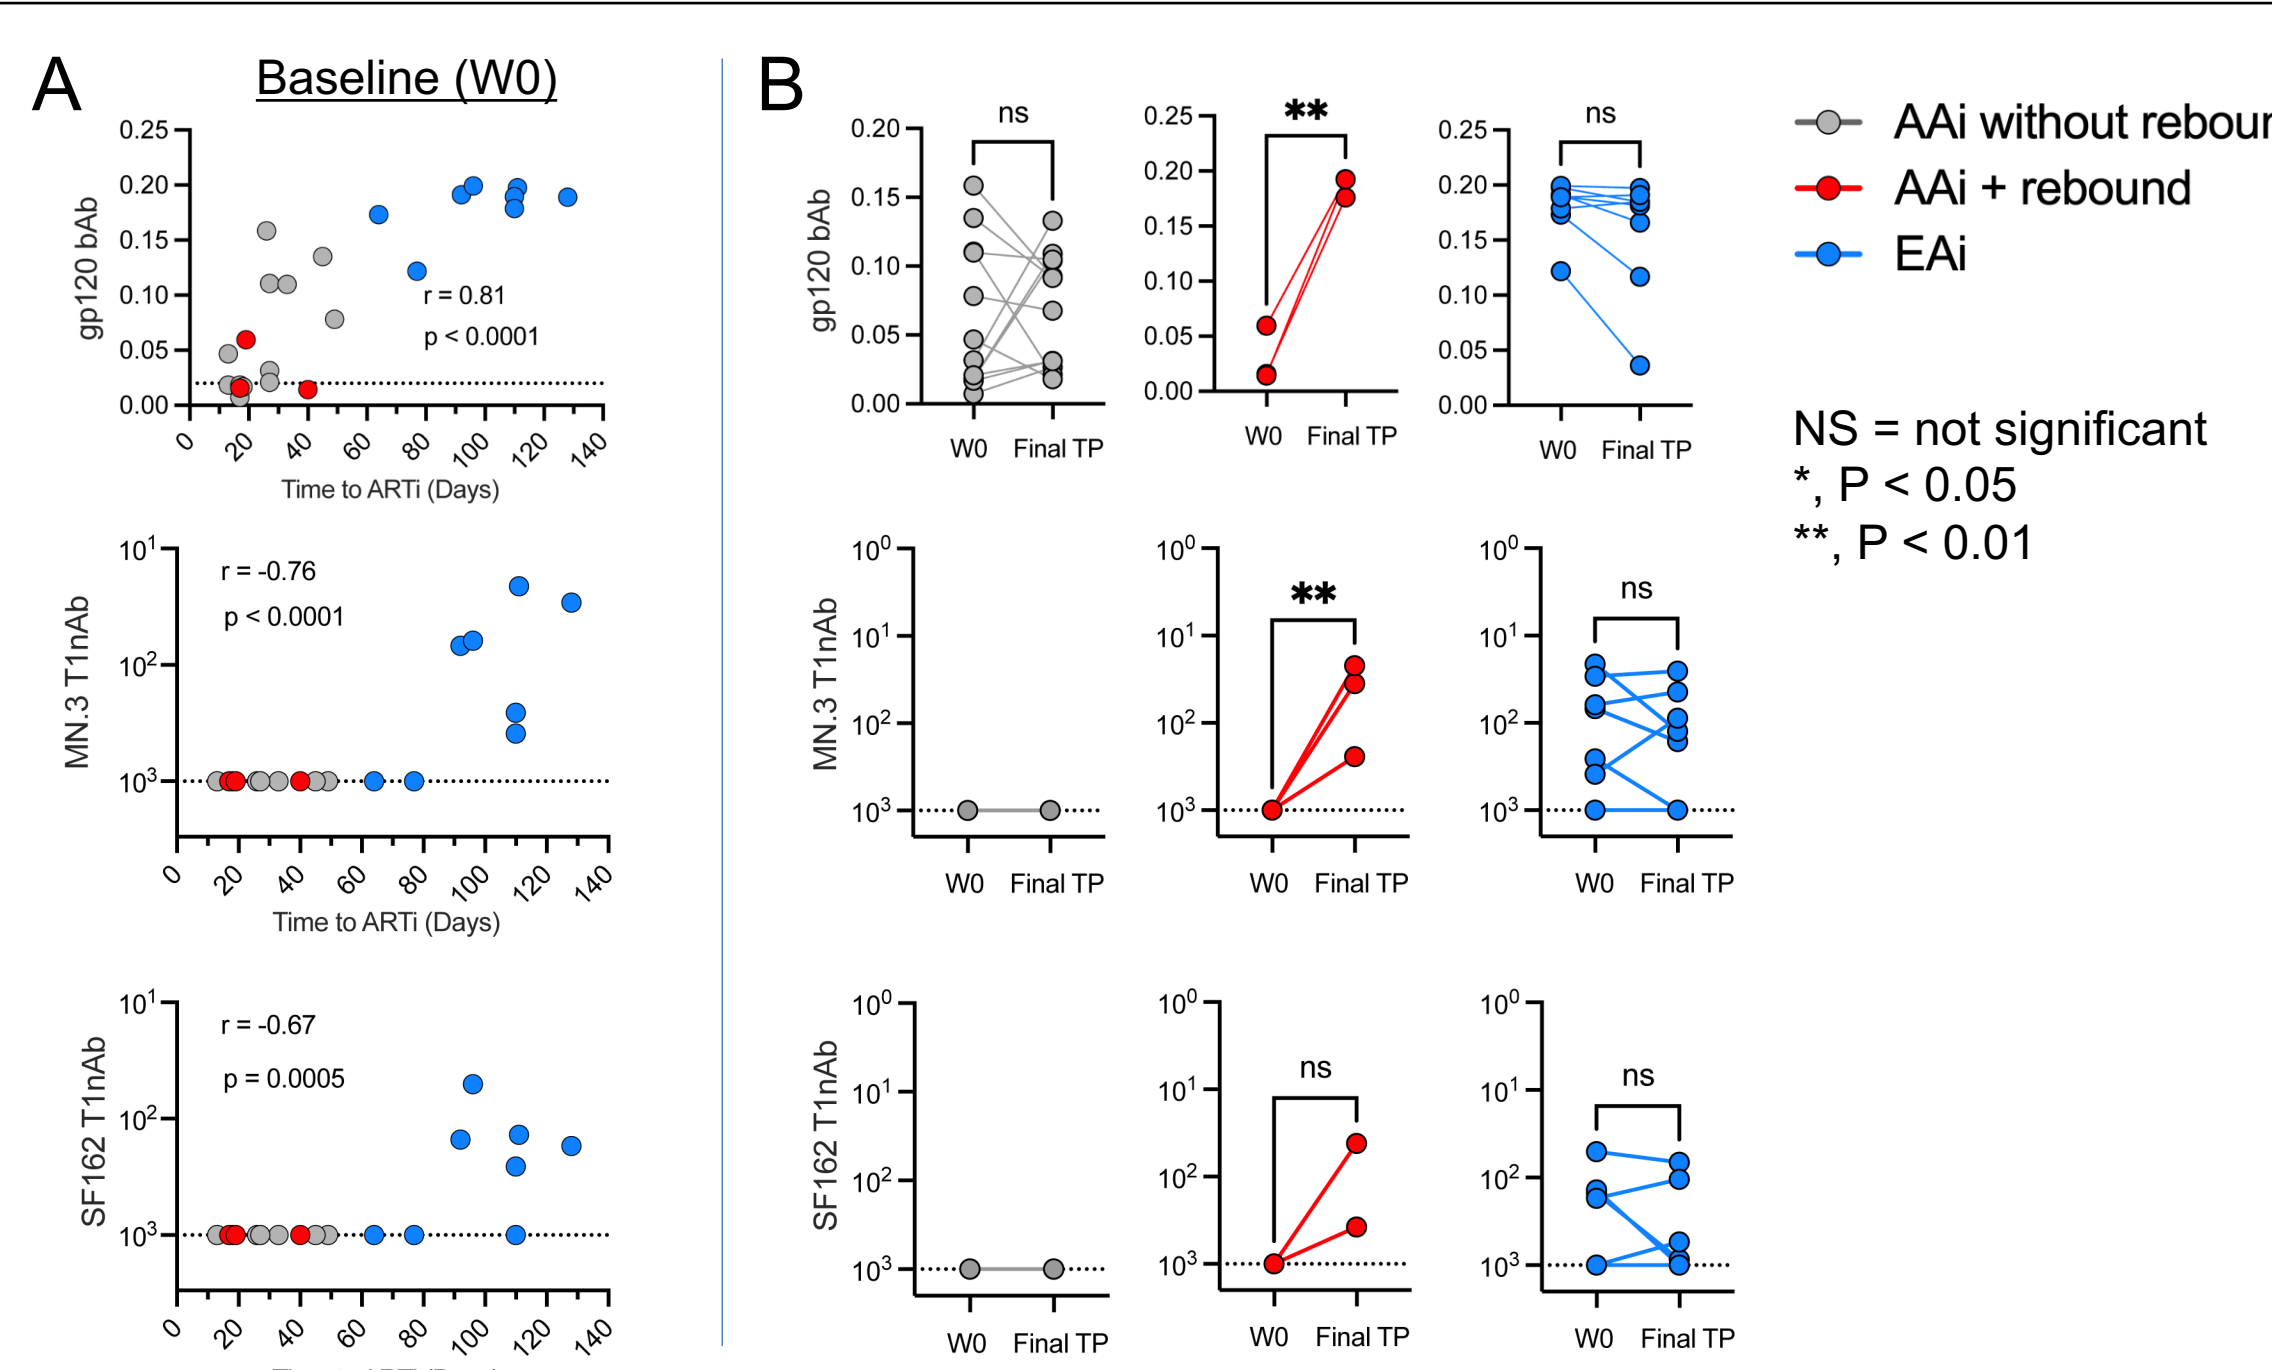 A
Baseline (W0)
gp120 bAb
0.25
0.20
0.15
0.10
0.05
0.00
r = 0.81
p < 0.0001
0 20 40 60 80 100 120 140
Time to ARTi (Days)
MN.3 T1nAb
10¹
10²
10³
r = -0.76
p < 0.0001
0 20 40 60 80 100 120 140
Time to ARTi (Days)
SF162 T1nAb
10¹
10²
10³
r = -0.67
p = 0.0005
0 20 40 60 80 100 120 140
B
gp120 bAb
0.20
0.15
0.10
0.05
0.00
ns
W0 Final TP
0.25
0.20
0.15
0.10
0.05
0.00
**
W0 Final TP
0.25
0.20
0.15
0.10
0.05
0.00
ns
W0 Final TP
MN.3 T1nAb
10⁰
10¹
10²
10³
W0 Final TP
10⁰
10¹
10²
10³
**
W0 Final TP
10⁰
10¹
10²
10³
ns
W0 Final TP
SF162 T1nAb
10⁰
10¹
10²
10³
W0 Final TP
10⁰
10¹
10²
10³
ns
W0 Final TP
10⁰
10¹
10²
10³
ns
W0 Final TP
AAi without
AAi + rebound
EAi
NS = not significant
*, P < 0.05
**, P < 0.01